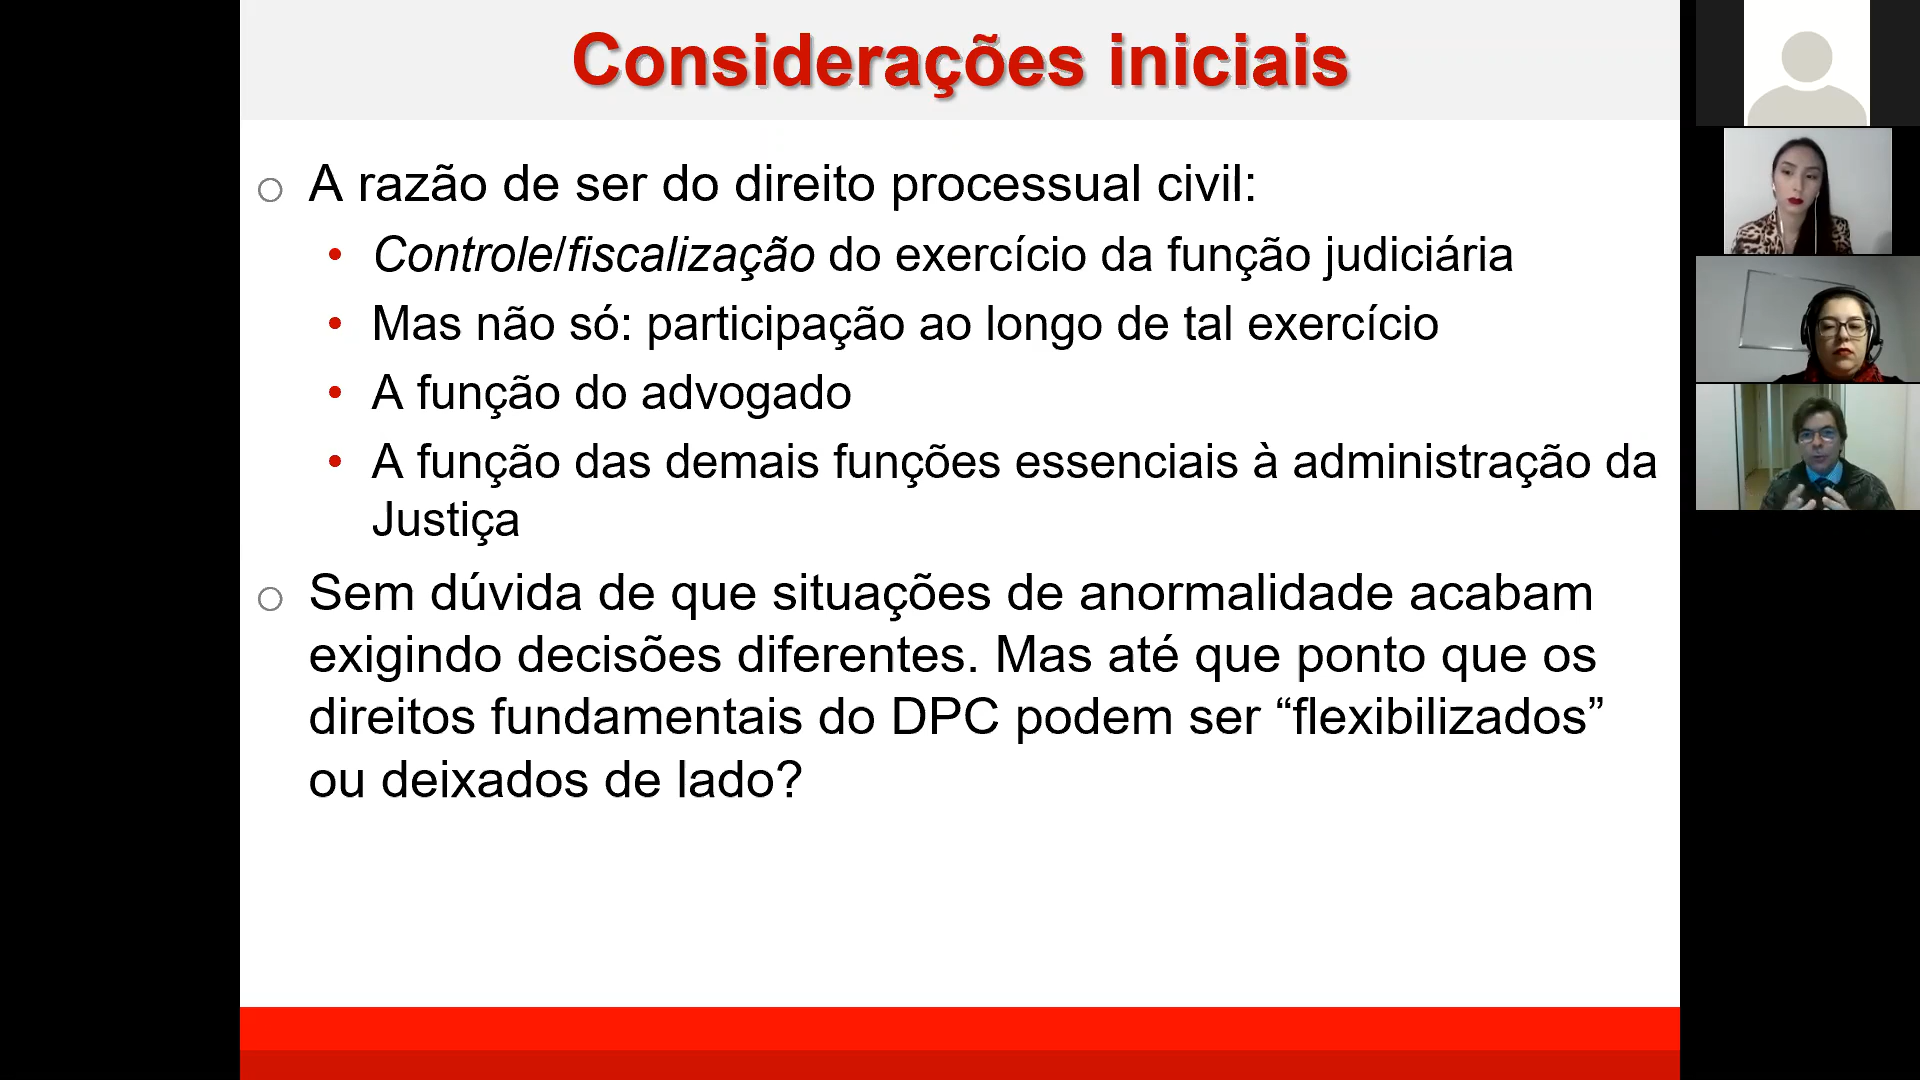 Considerações iniciais
A razão de ser do direito processual civil:
Controle/fiscalização do exercício da função judiciária
Mas não só: participação ao longo de tal exercício
A função do advogado
A função das demais funções essenciais à administração da
Justiça
Sem dúvida de que situações de anormalidade acabam
exigindo decisões diferentes. Mas até que ponto que os
direitos fundamentais do DPC podem ser “flexibilizados”
ou deixados de lado?